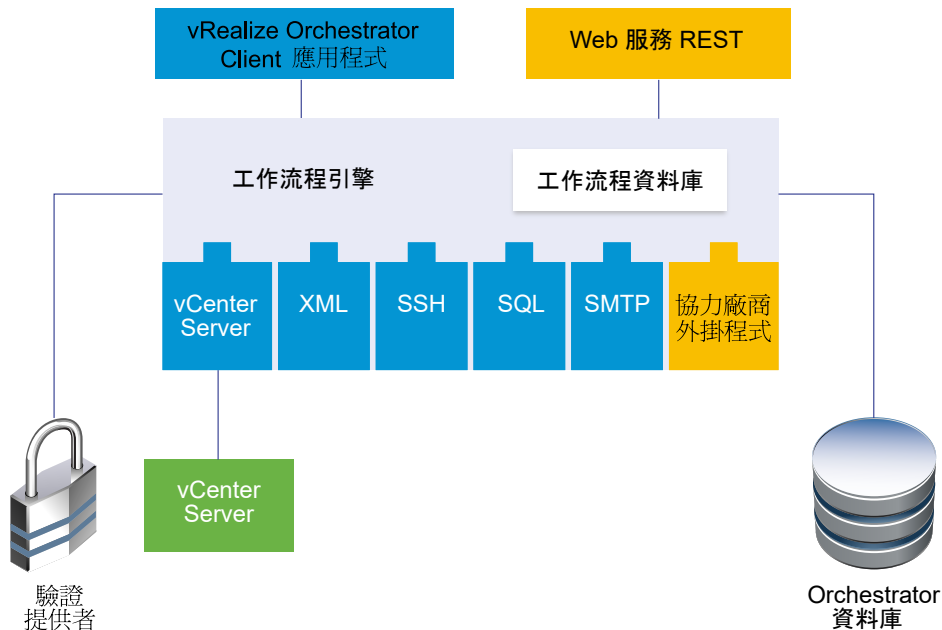 vRealize Orchestrator
Client 應用程式
Web 服務 REST
工作流程引擎
工作流程資料庫
vCenter
Server
XML
SSH
SQL
SMTP
協力廠商
外掛程式
vCenter
Server
驗證
提供者
Orchestrator
資料庫